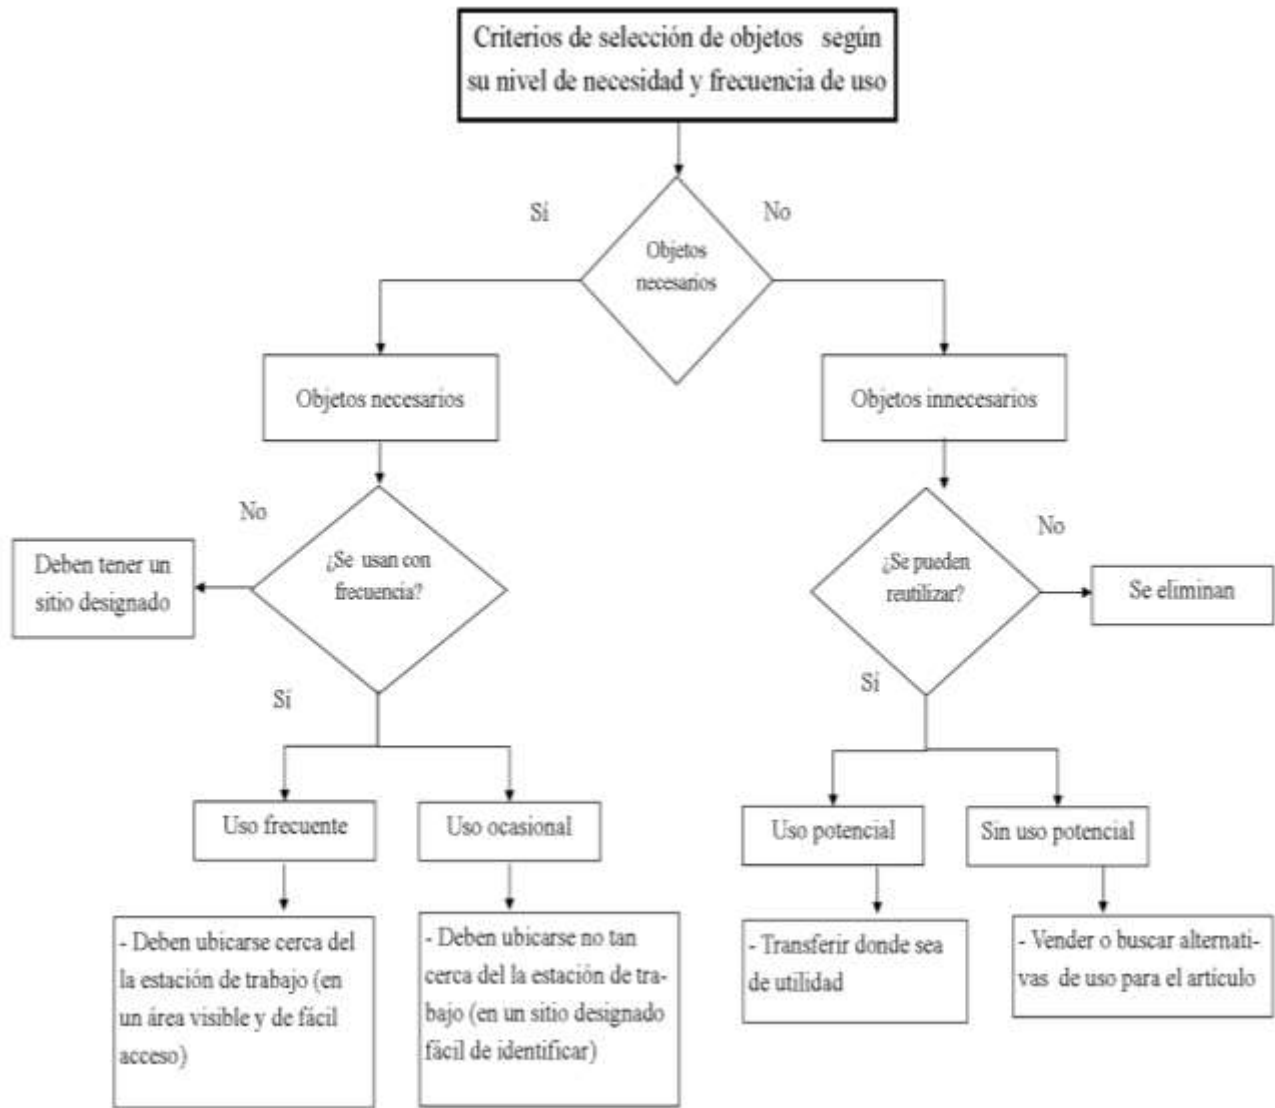 Criterios de selección de objetos según
su nivel de necesidad y frecuencia de uso
Sí
No
Objetos
necesarios
Objetos necesarios
Objetos innecesarios
No
¿Se usan con
frecuencia?
Deben tener un
sitio designado
Sí
¿Se pueden
reutilizar?
No
Se eliminan
Sí
Uso frecuente
Uso ocasional
Uso potencial
Sin uso potencial
- Deben ubicarse cerca del
la estación de trabajo (en
un área visible y de fácil
acceso)
- Deben ubicarse no tan
cerca del la estación de tra-
bajo (en un sitio designado
fácil de identificar)
- Transferir donde sea
de utilidad
- Vender o buscar alternati-
vas de uso para el artículo